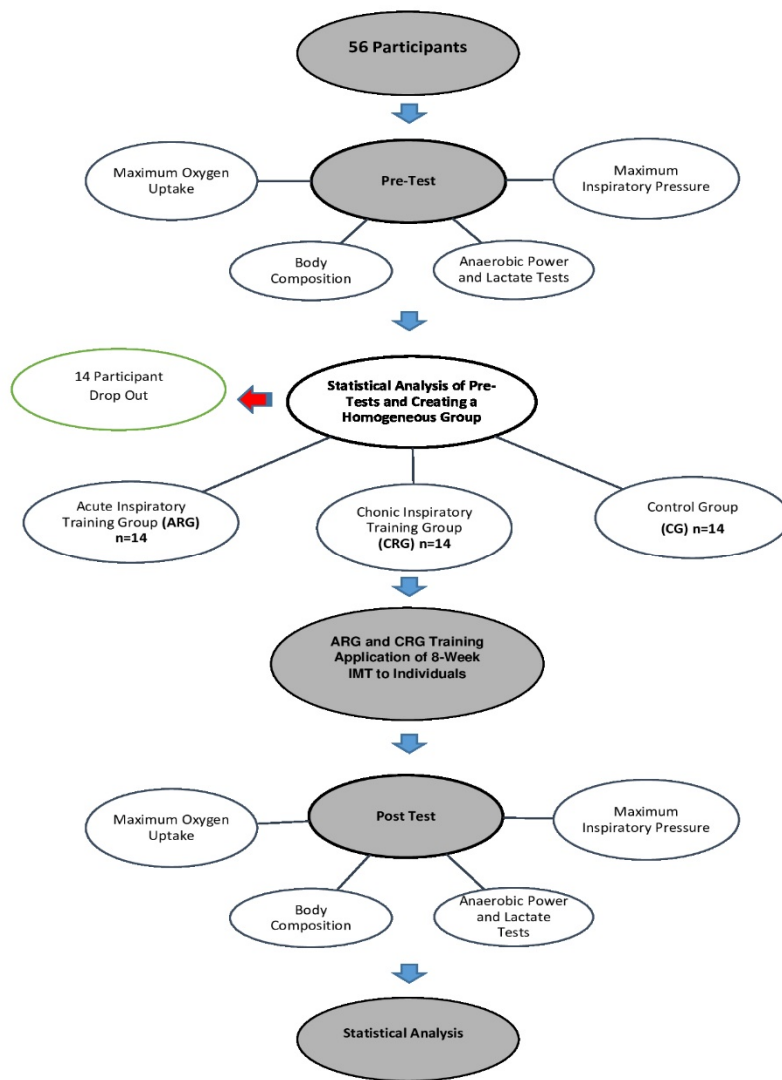 56 Participants
Maximum Oxygen
Uptake
Pre-Test
Maximum
Inspiratory Pressure
Body
Composition
Anaerobic Power
and Lactate Tests
14 Participant
Drop Out
Statistical Analysis of Pre-
Tests and Creating a
Homogeneous Group
Acute Inspiratory
Training Group (ARG)
n=14
Chonic Inspiratory
Training Group
(CRG) n=14
Control Group
(CG) n=14
ARG and CRG Training
Application of 8-Week
IMT to Individuals
Maximum Oxygen
Uptake
Post Test
Maximum
Inspiratory Pressure
Body
Composition
Anaerobic Power
and Lactate
Tests
Statistical Analysis